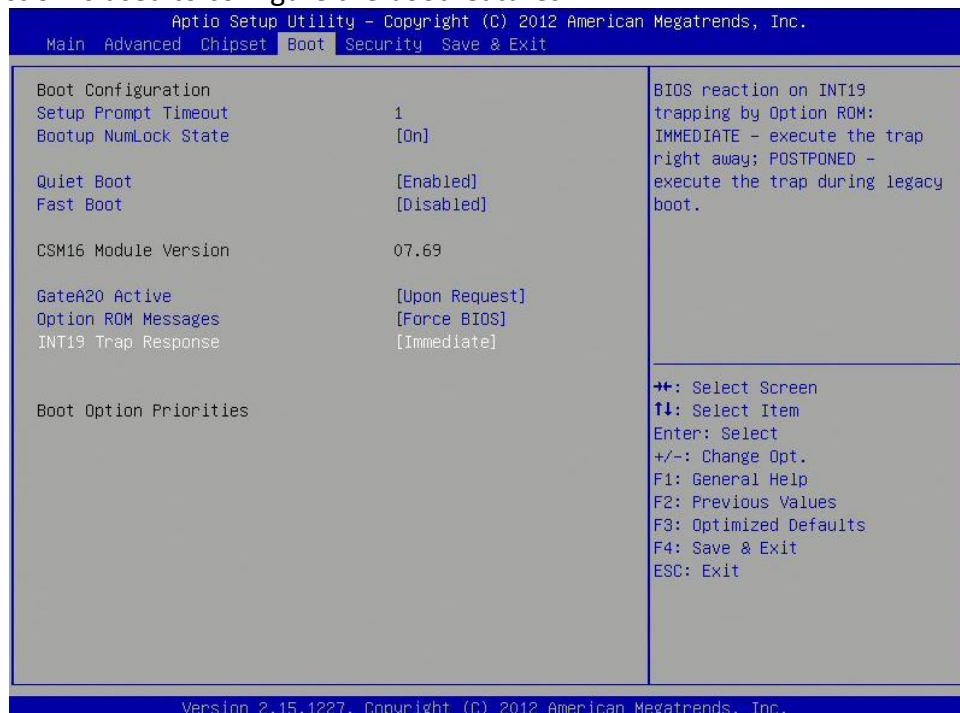 Aptio Setup Utility – Copyright (C) 2012 American Megatrends, Inc.
Main Advanced Chipset Boot Security Save & Exit
Boot Configuration
Setup Prompt Timeout 1
Bootup NumLock State [On]
Quiet Boot [Enabled]
Fast Boot [Disabled]
CSM16 Module Version 07.69
GateA20 Active [Upon Request]
Option ROM Messages [Force BIOS]
INT19 Trap Response [Immediate]
Boot Option Priorities
BIOS reaction on INT19
trapping by Option ROM:
IMMEDIATE – execute the trap
right away; POSTPONED –
execute the trap during legacy
boot.
→←: Select Screen
↑↓: Select Item
Enter: Select
+/-: Change Opt.
F1: General Help
F2: Previous Values
F3: Optimized Defaults
F4: Save & Exit
ESC: Exit
Version 2.15.1227. Copyright (C) 2012 American Megatrends, Inc.